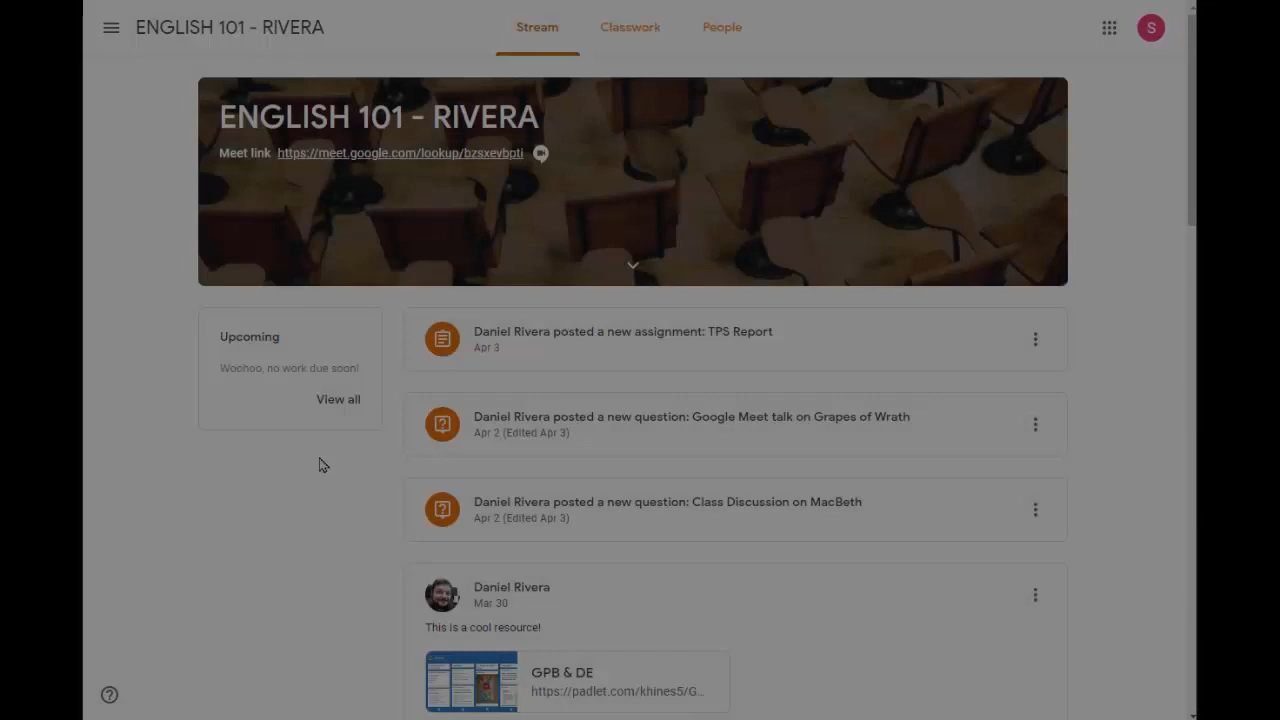 ENGLISH 101 - RIVERA
Stream Classwork People
S
ENGLISH 101 - RIVERA
Meet link https://meet.google.com/lookup/bzsxevbpti
Upcoming
Woohoo, no work due soon!
View all
Daniel Rivera posted a new assignment: TPS Report
Apr 3
Daniel Rivera posted a new question: Google Meet talk on Grapes of Wrath
Apr 2 (Edited Apr 3)
Daniel Rivera posted a new question: Class Discussion on MacBeth
Apr 2 (Edited Apr 3)
Daniel Rivera
Mar 30
This is a cool resource!
GPB & DE
https://padlet.com/khines5/G...